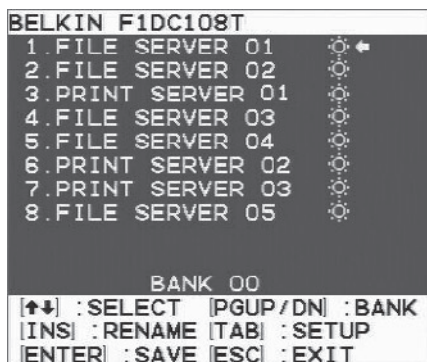 BELKIN F1DC108T
1.FILE SERVER 01
2.FILE SERVER 02
3.PRINT SERVER 01
4.FILE SERVER 03
5.FILE SERVER 04
6.PRINT SERVER 02
7.PRINT SERVER 03
8.FILE SERVER 05
BANK 00
[↑↓] :SELECT [PGUP/DN] :BANK
[INS] :RENAME [TAB] :SETUP
[ENTER] :SAVE [ESC] :EXIT